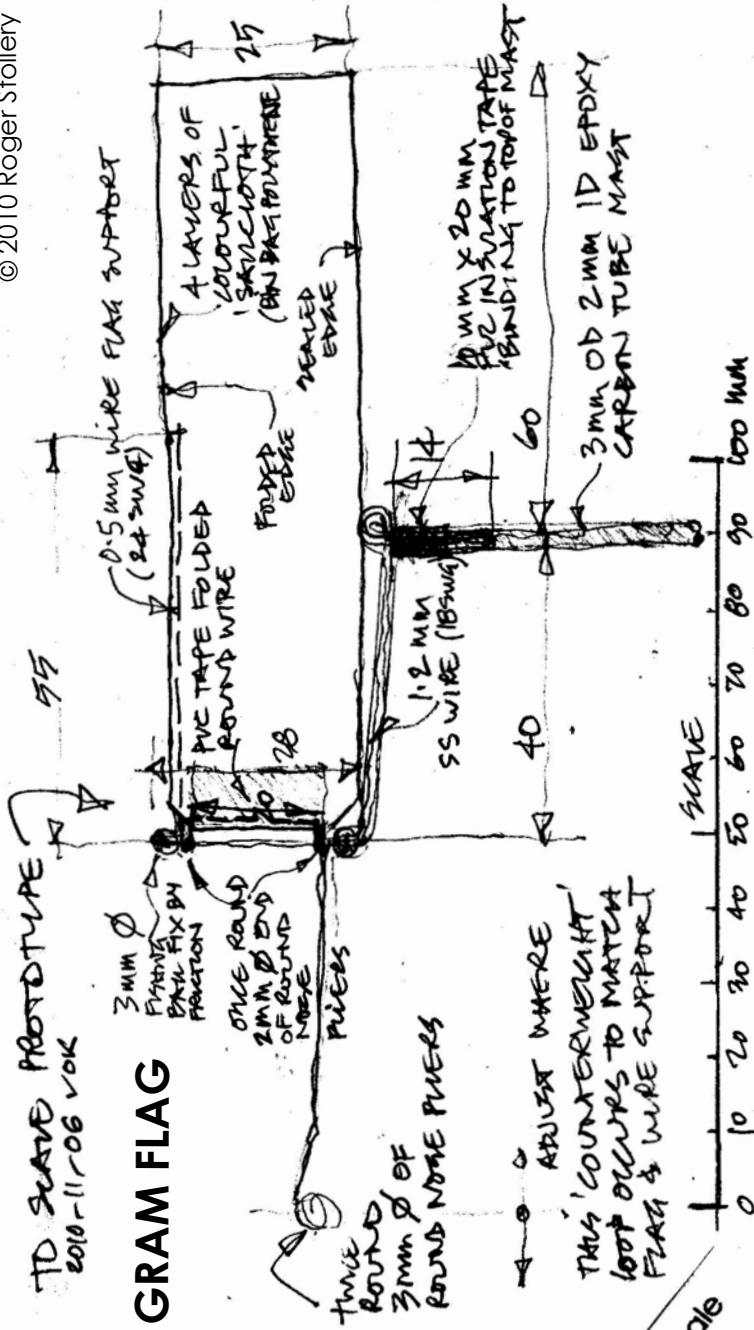 © 2010 Roger Stollery
TO SCALE PROTOTYPE
2010-11-06 VOK
GRAM FLAG
55
0.5mm WIRE FLAG SUPPORT
(24 SWG)
25
4 LAYERS OF
COLOURFUL
'SAILCLOTH'
(BIN BAG POLYTHENE
FOLDED
EDGE
SEALED
EDGE
3mm Ø
FISHING
BALL FIX BY
FRICTION
PVC TAPE FOLDED
ROUND WIRE
28
ONCE ROUND
2mm Ø END
OF ROUND
NOSE
PLIERS
TWICE
ROUND
3mm Ø OF
ROUND NOSE PLIERS
1.2 MM
SS WIRE (18SWG)
14
10 mm X 20 mm
PVC INSULATION TAPE
BINDING TO TOP OF MAST
40
60
3mm OD 2mm ID EPOXY
CARBON TUBE MAST
ADJUST WHERE
THIS 'COUNTERWEIGHT'
LOOP OCCURS TO MATCH
FLAG & WIRE SUPPORT
SCALE
0 10 20 30 40 50 60 70 80 90 100 mm